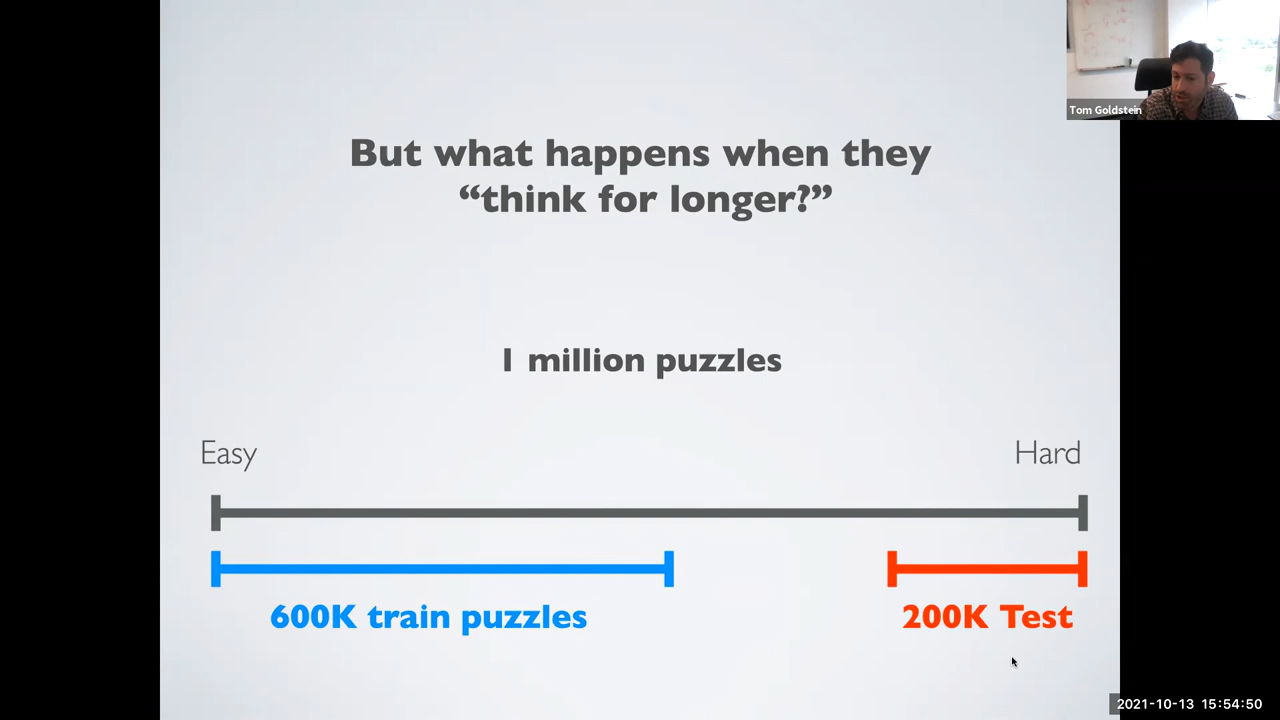 Tom Goldstein
But what happens when they
“think for longer?”
1 million puzzles
Easy
Hard
600K train puzzles
200K Test
2021-10-13 15:54:50